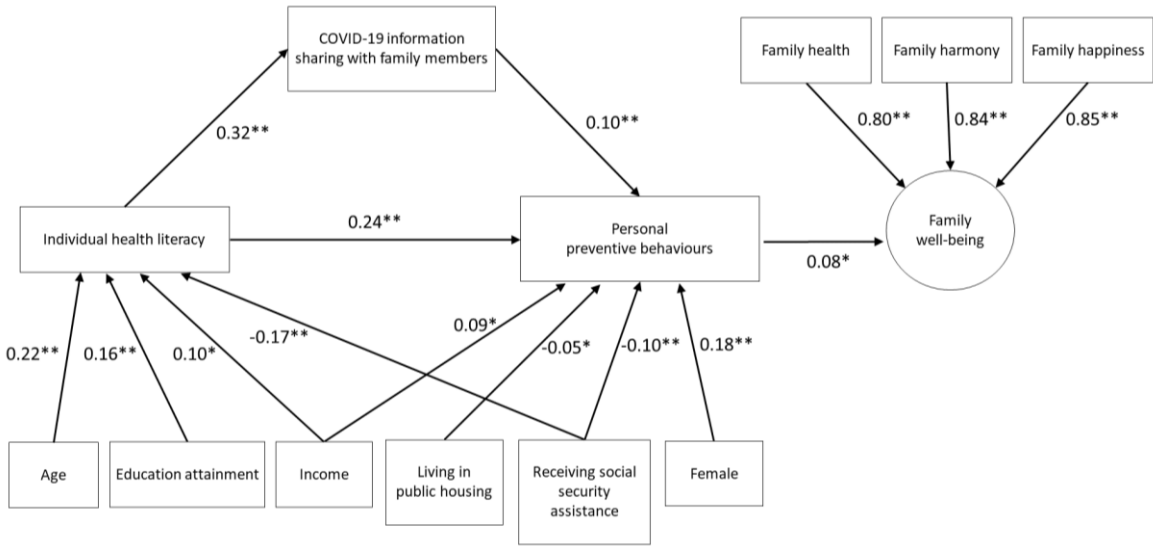 COVID-19 information
sharing with family members
Family health
Family harmony
Family happiness
0.32**
0.10**
0.80**
0.84**
0.85**
Individual health literacy
0.24**
Personal
preventive behaviours
0.08*
Family
well-being
0.22**
0.16**
0.10*
-0.17**
0.09*
-0.05*
-0.10**
0.18**
Age
Education attainment
Income
Living in
public housing
Receiving social
security
assistance
Female